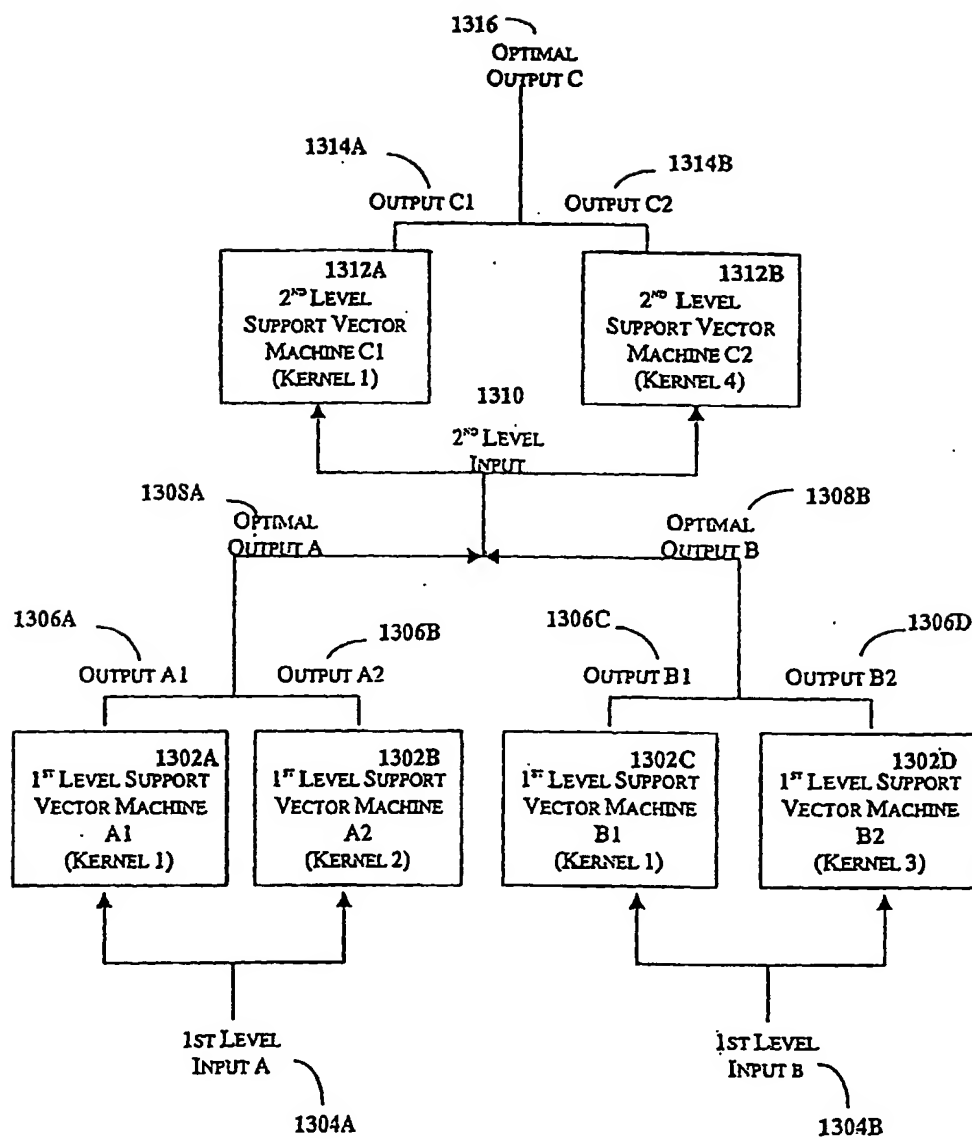 1316
OPTIMAL
OUTPUT C
1314A
1314B
OUTPUT C1
OUTPUT C2
1312A
2ND LEVEL
SUPPORT VECTOR
MACHINE C1
(KERNEL 1)
1312B
2ND LEVEL
SUPPORT VECTOR
MACHINE C2
(KERNEL 4)
1310
2ND LEVEL
INPUT
1308A
OPTIMAL
OUTPUT A
1308B
OPTIMAL
OUTPUT B
1306A
OUTPUT A1
1306B
OUTPUT A2
1306C
OUTPUT B1
1306D
OUTPUT B2
1302A
1ST LEVEL SUPPORT
VECTOR MACHINE
A1
(KERNEL 1)
1302B
1ST LEVEL SUPPORT
VECTOR MACHINE
A2
(KERNEL 2)
1302C
1ST LEVEL SUPPORT
VECTOR MACHINE
B1
(KERNEL 1)
1302D
1ST LEVEL SUPPORT
VECTOR MACHINE
B2
(KERNEL 3)
1ST LEVEL
INPUT A
1304A
1ST LEVEL
INPUT B
1304B